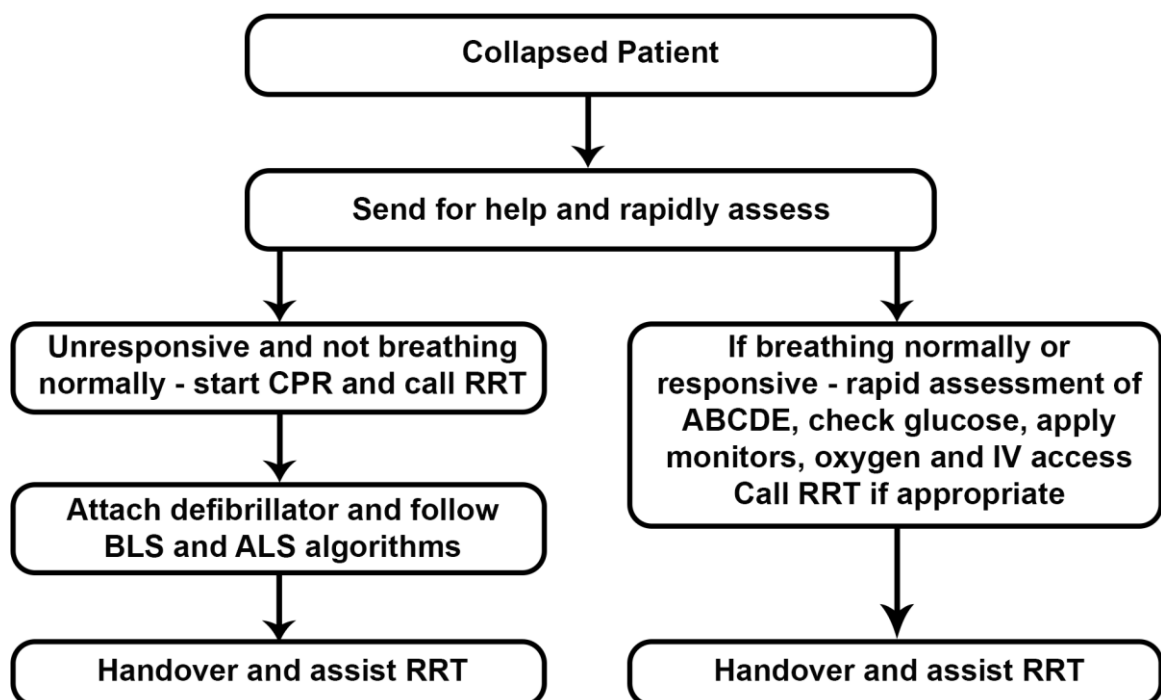 Collapsed Patient
Send for help and rapidly assess
Unresponsive and not breathing
normally - start CPR and call RRT
Attach defibrillator and follow
BLS and ALS algorithms
Handover and assist RRT
If breathing normally or
responsive - rapid assessment of
ABCDE, check glucose, apply
monitors, oxygen and IV access
Call RRT if appropriate
Handover and assist RRT